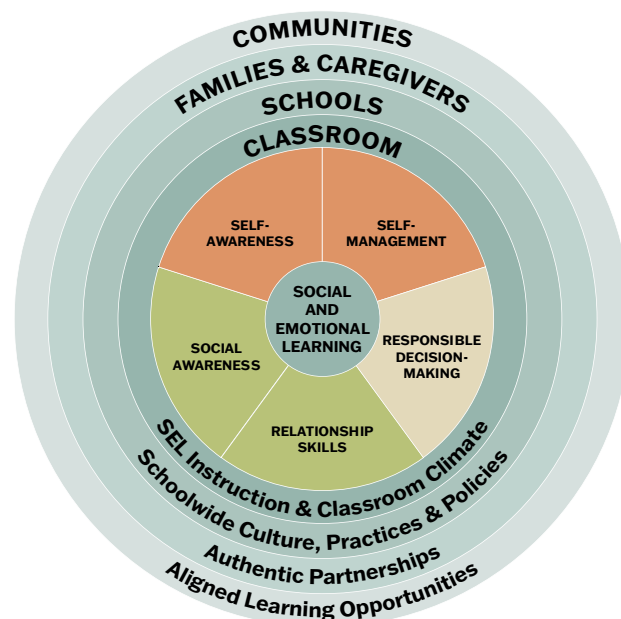 COMMUNITIES
FAMILIES & CAREGIVERS
SCHOOLS
CLASSROOM
SELF-
AWARENESS
SELF-
MANAGEMENT
SOCIAL
AND
EMOTIONAL
LEARNING
SOCIAL
AWARENESS
RESPONSIBLE
DECISION-
MAKING
RELATIONSHIP
SKILLS
SEL Instruction & Classroom Climate
Schoolwide Culture, Practices & Policies
Authentic Partnerships
Aligned Learning Opportunities